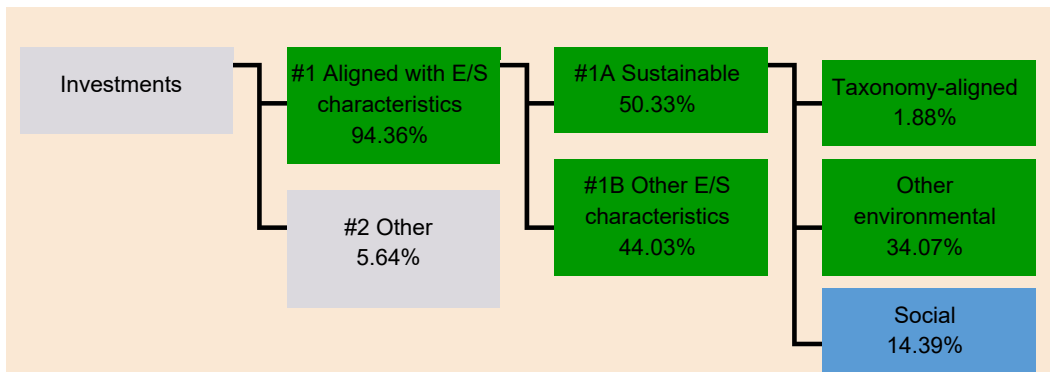 Investments
#1 Aligned with E/S
characteristics
94.36%
#2 Other
5.64%
#1A Sustainable
50.33%
#1B Other E/S
characteristics
44.03%
Taxonomy-aligned
1.88%
Other
environmental
34.07%
Social
14.39%